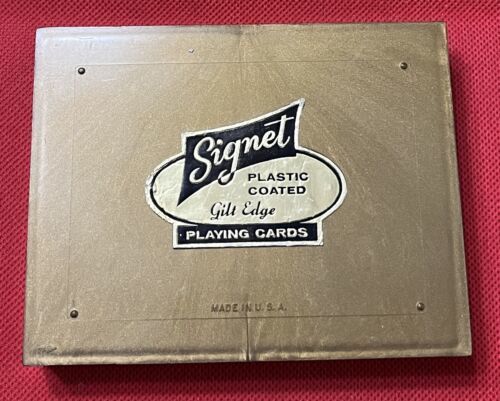 Signet
PLASTIC
COATED
Gilt Edge
PLAYING CARDS
MADE IN U.S.A.